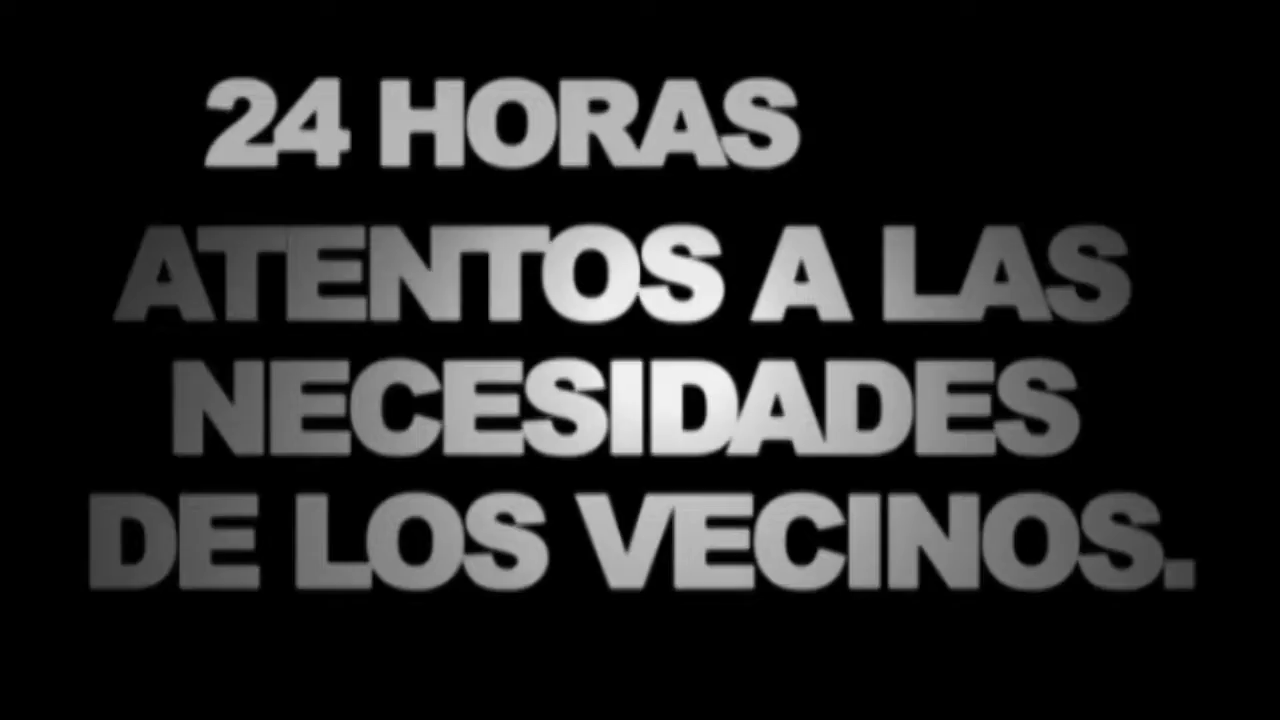 24 HORAS
ATENTOS A LAS
NECESIDADES
DE LOS VECINOS.